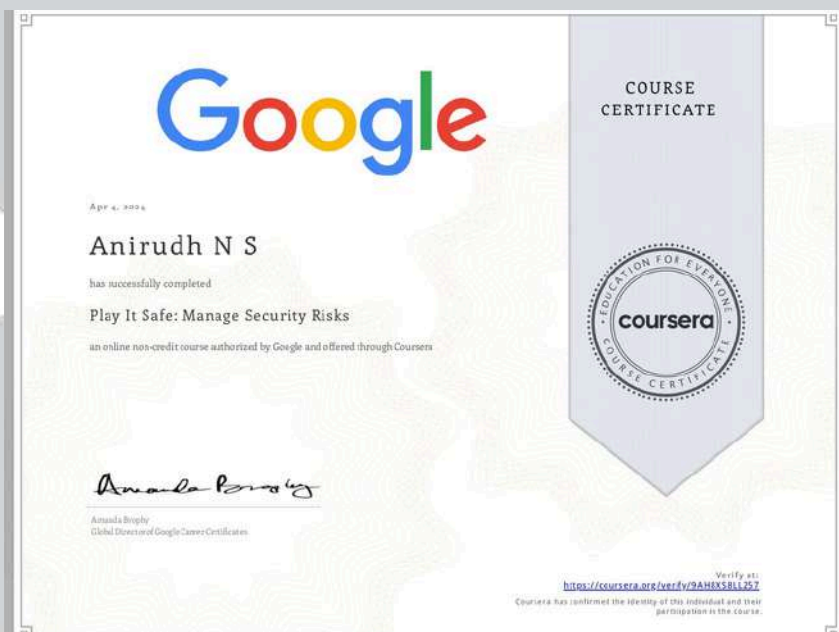 Google
COURSE
CERTIFICATE
Apr 4, 2024
Anirudh N S
has successfully completed
Play It Safe: Manage Security Risks
an online non-credit course authorized by Google and offered through Coursera
EDUCATION FOR EVERYONE
coursera
COURSE CERTIFICATE
Amanda Brophy
Amanda Brophy
Global Director of Google Career Certificates
Verify at:
https://coursera.org/verify/9AH8XS8LL257
Coursera has confirmed the identity of this individual and their
participation in the course.